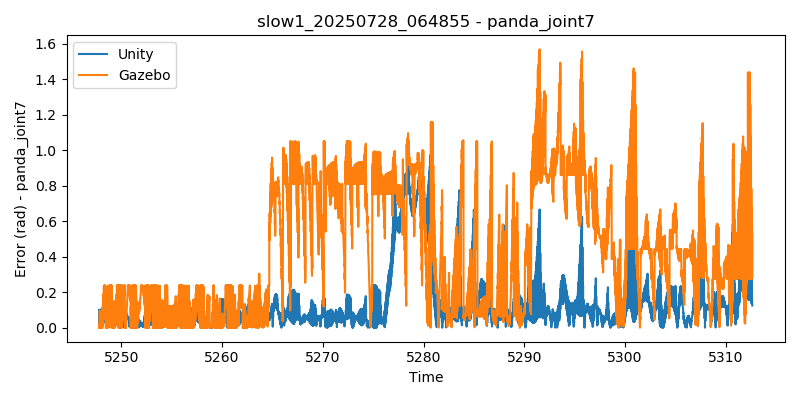 slow1_20250728_064855 - panda_joint7
Unity
Gazebo
Error (rad) - panda_joint7
1.6
1.4
1.2
1.0
0.8
0.6
0.4
0.2
0.0
5250 5260 5270 5280 5290 5300 5310
Time